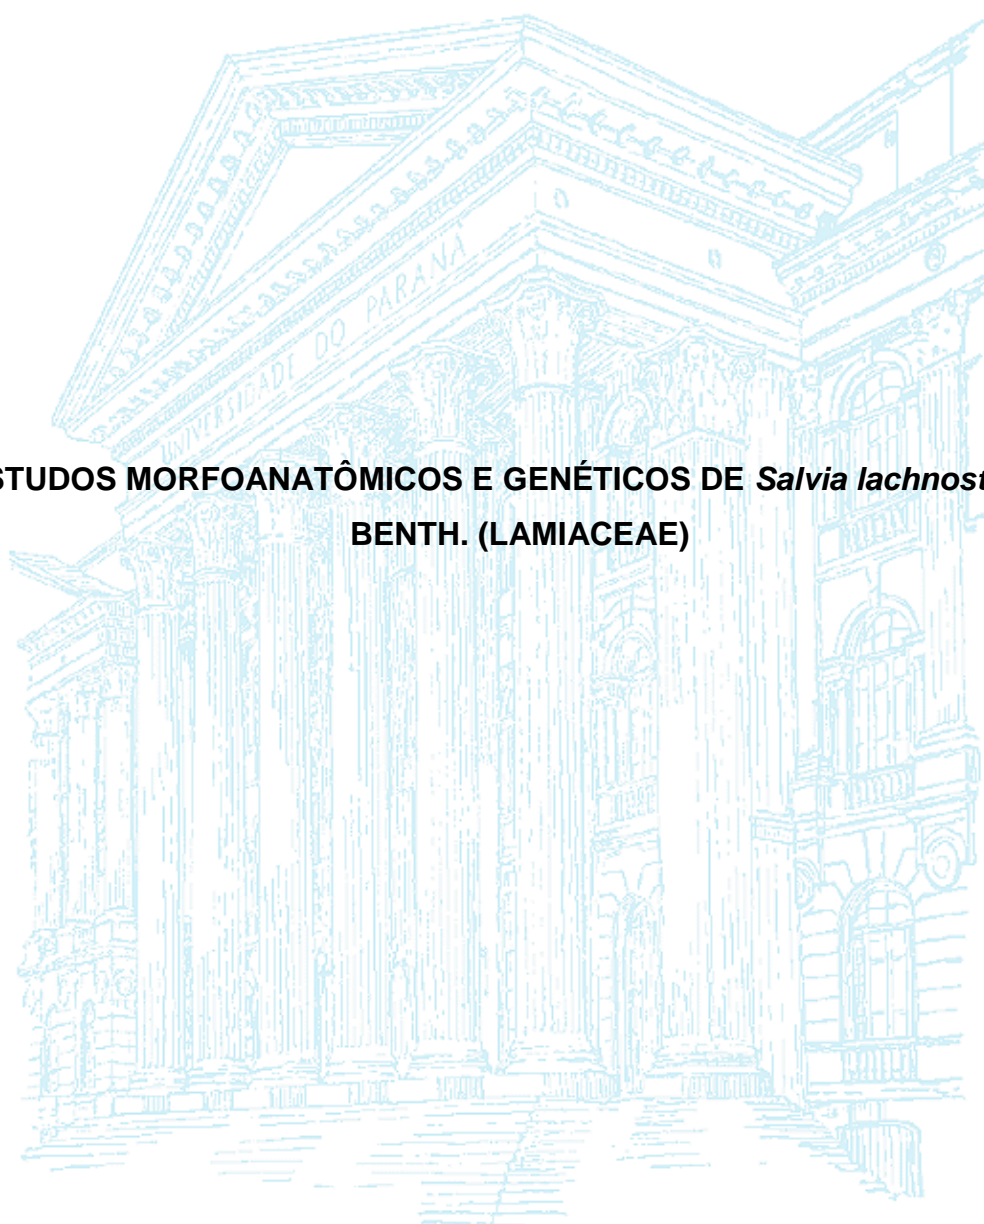 UNIVERSIDADE DO PARANÁ
STUDOS MORFOANATÔMICOS E GENÉTICOS DE Salvia lachnost
BENTH. (LAMIACEAE)